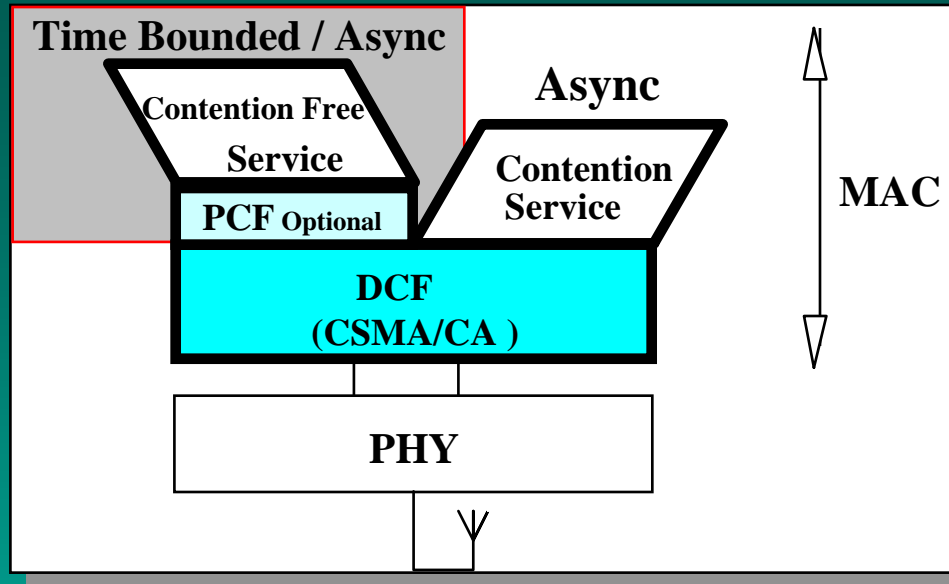 Time Bounded / Async
Contention Free
Service
PCF Optional
Async
Contention
Service
MAC
DCF
(CSMA/CA )
PHY